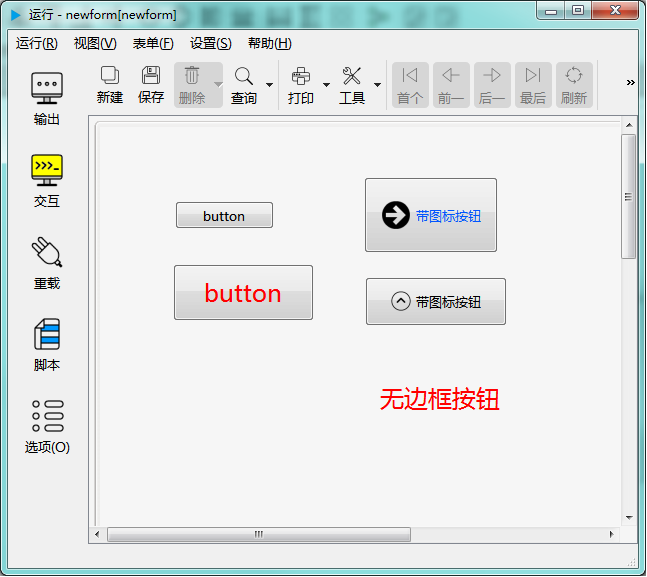 运行 - newform[newform]
运行(R) 视图(V) 表单(F) 设置(S) 帮助(H)
新建 保存 删除 查询 打印 工具 首个 前一 后一 最后 刷新
输出
交互
重载
脚本
选项(O)
button
带图标按钮
button
带图标按钮
无边框按钮